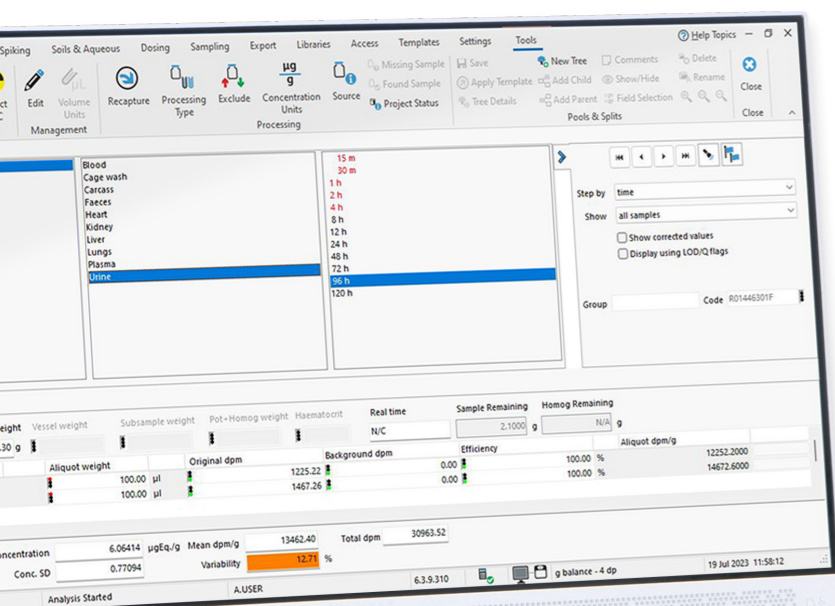 Spiking Soils & Aqueous Dosing Sampling Export Libraries Access Templates Settings Tools Help Topics
Edit
Volume Units
Management
Recapture
Processing Type
Exclude
µg
g
Concentration Units
Source
Processing
Missing Sample
Found Sample
Project Status
Save
Apply Template
Tree Details
New Tree
Add Child
Add Parent
Comments
Show/Hide
Field Selection
Delete
Rename
Pools & Splits
Close
Close
Blood
Cage wash
Carcass
Faeces
Heart
Kidney
Liver
Lungs
Plasma
Urine
15 m
30 m
1 h
2 h
4 h
8 h
12 h
24 h
48 h
72 h
96 h
120 h
Step by time
Show all samples
Show corrected values
Display using LOD/Q flags
Group Code R01446301F
Vessel weight Subsample weight Pot+Homog weight Haematocrit Real time Sample Remaining Homog Remaining
.30 g N/C 2.1000 g N/A g
Aliquot weight Original dpm Background dpm Efficiency Aliquot dpm/g
100.00 µl 1225.22 0.00 100.00 % 12252.2000
100.00 µl 1467.26 0.00 100.00 % 14672.6000
6.06414 µgEq./g Mean dpm/g 13462.40 Total dpm 30963.52
Conc. SD 0.77094 Variability 12.71 %
Analysis Started A.USER 6.3.9.310 g balance - 4 dp 19 Jul 2023 11:58:12